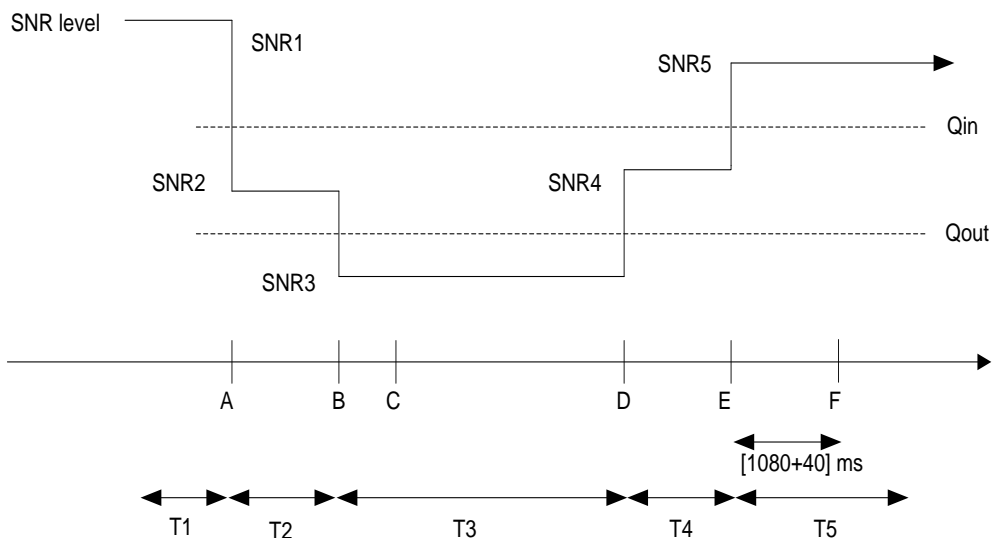 SNR level
SNR1
SNR5
Qin
SNR2
SNR4
Qout
SNR3
A B C D E F
[1080+40] ms
T1 T2 T3 T4 T5